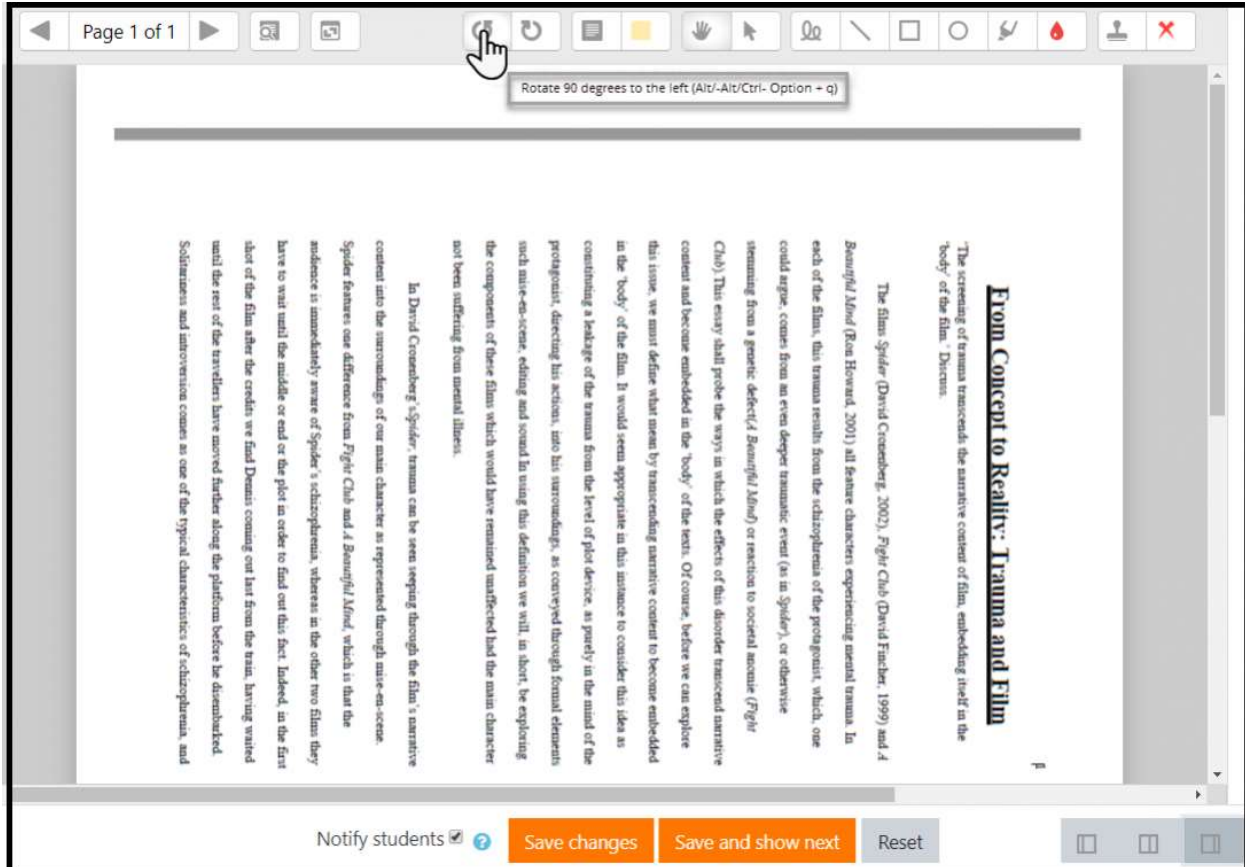 Page 1 of 1
Rotate 90 degrees to the left (Alt/-Alt/Ctrl- Option + q)
From Concept to Reality: Trauma and Film
'The screening of trauma transcends the narrative content of film, embedding itself in the
'body' of the film.' Discuss.
The films Spider (David Cronenberg, 2002), Fight Club (David Fincher, 1999) and A
Beautiful Mind (Ron Howard, 2001) all feature characters experiencing mental trauma. In
each of the films, this trauma results from the schizophrenia of the protagonist, which, one
could argue, comes from an even deeper traumatic event (as in Spider), or otherwise
stemming from a genetic defect(A Beautiful Mind) or reaction to societal anomie (Fight
Club).This essay shall probe the ways in which the effects of this disorder transcend narrative
content and become embedded in the 'body' of the texts. Of course, before we can explore
this issue, we must define what mean by transcending narrative content to become embedded
in the 'body' of the film. It would seem appropriate in this instance to consider this idea as
constituting a leakage of the trauma from the level of plot device, as purely in the mind of the
protagonist, directing his actions, into his surroundings, as conveyed through formal elements
such mise-en-scene, editing and sound In using this definition we will, in short, be exploring
the components of these films which would have remained unaffected had the main character
not been suffering from mental illness.
In David Cronenberg'sSpider, trauma can be seen seeping through the film's narrative
content into the surroundings of our main character as represented through mise-en-scene.
Spider features one difference from Fight Club and A Beautiful Mind, which is that the
audience is immediately aware of Spider's schizophrenia, whereas in the other two films they
have to wait until the middle or end or the plot in order to find out this fact. Indeed, in the first
shot of the film after the credits we find Dennis coming out last from the train, having waited
until the rest of the travellers have moved further along the platform before he disembarked.
Solitariness and introversion comes as one of the typical characteristics of schizophrenia, and
Notify students
Save changes
Save and show next
Reset